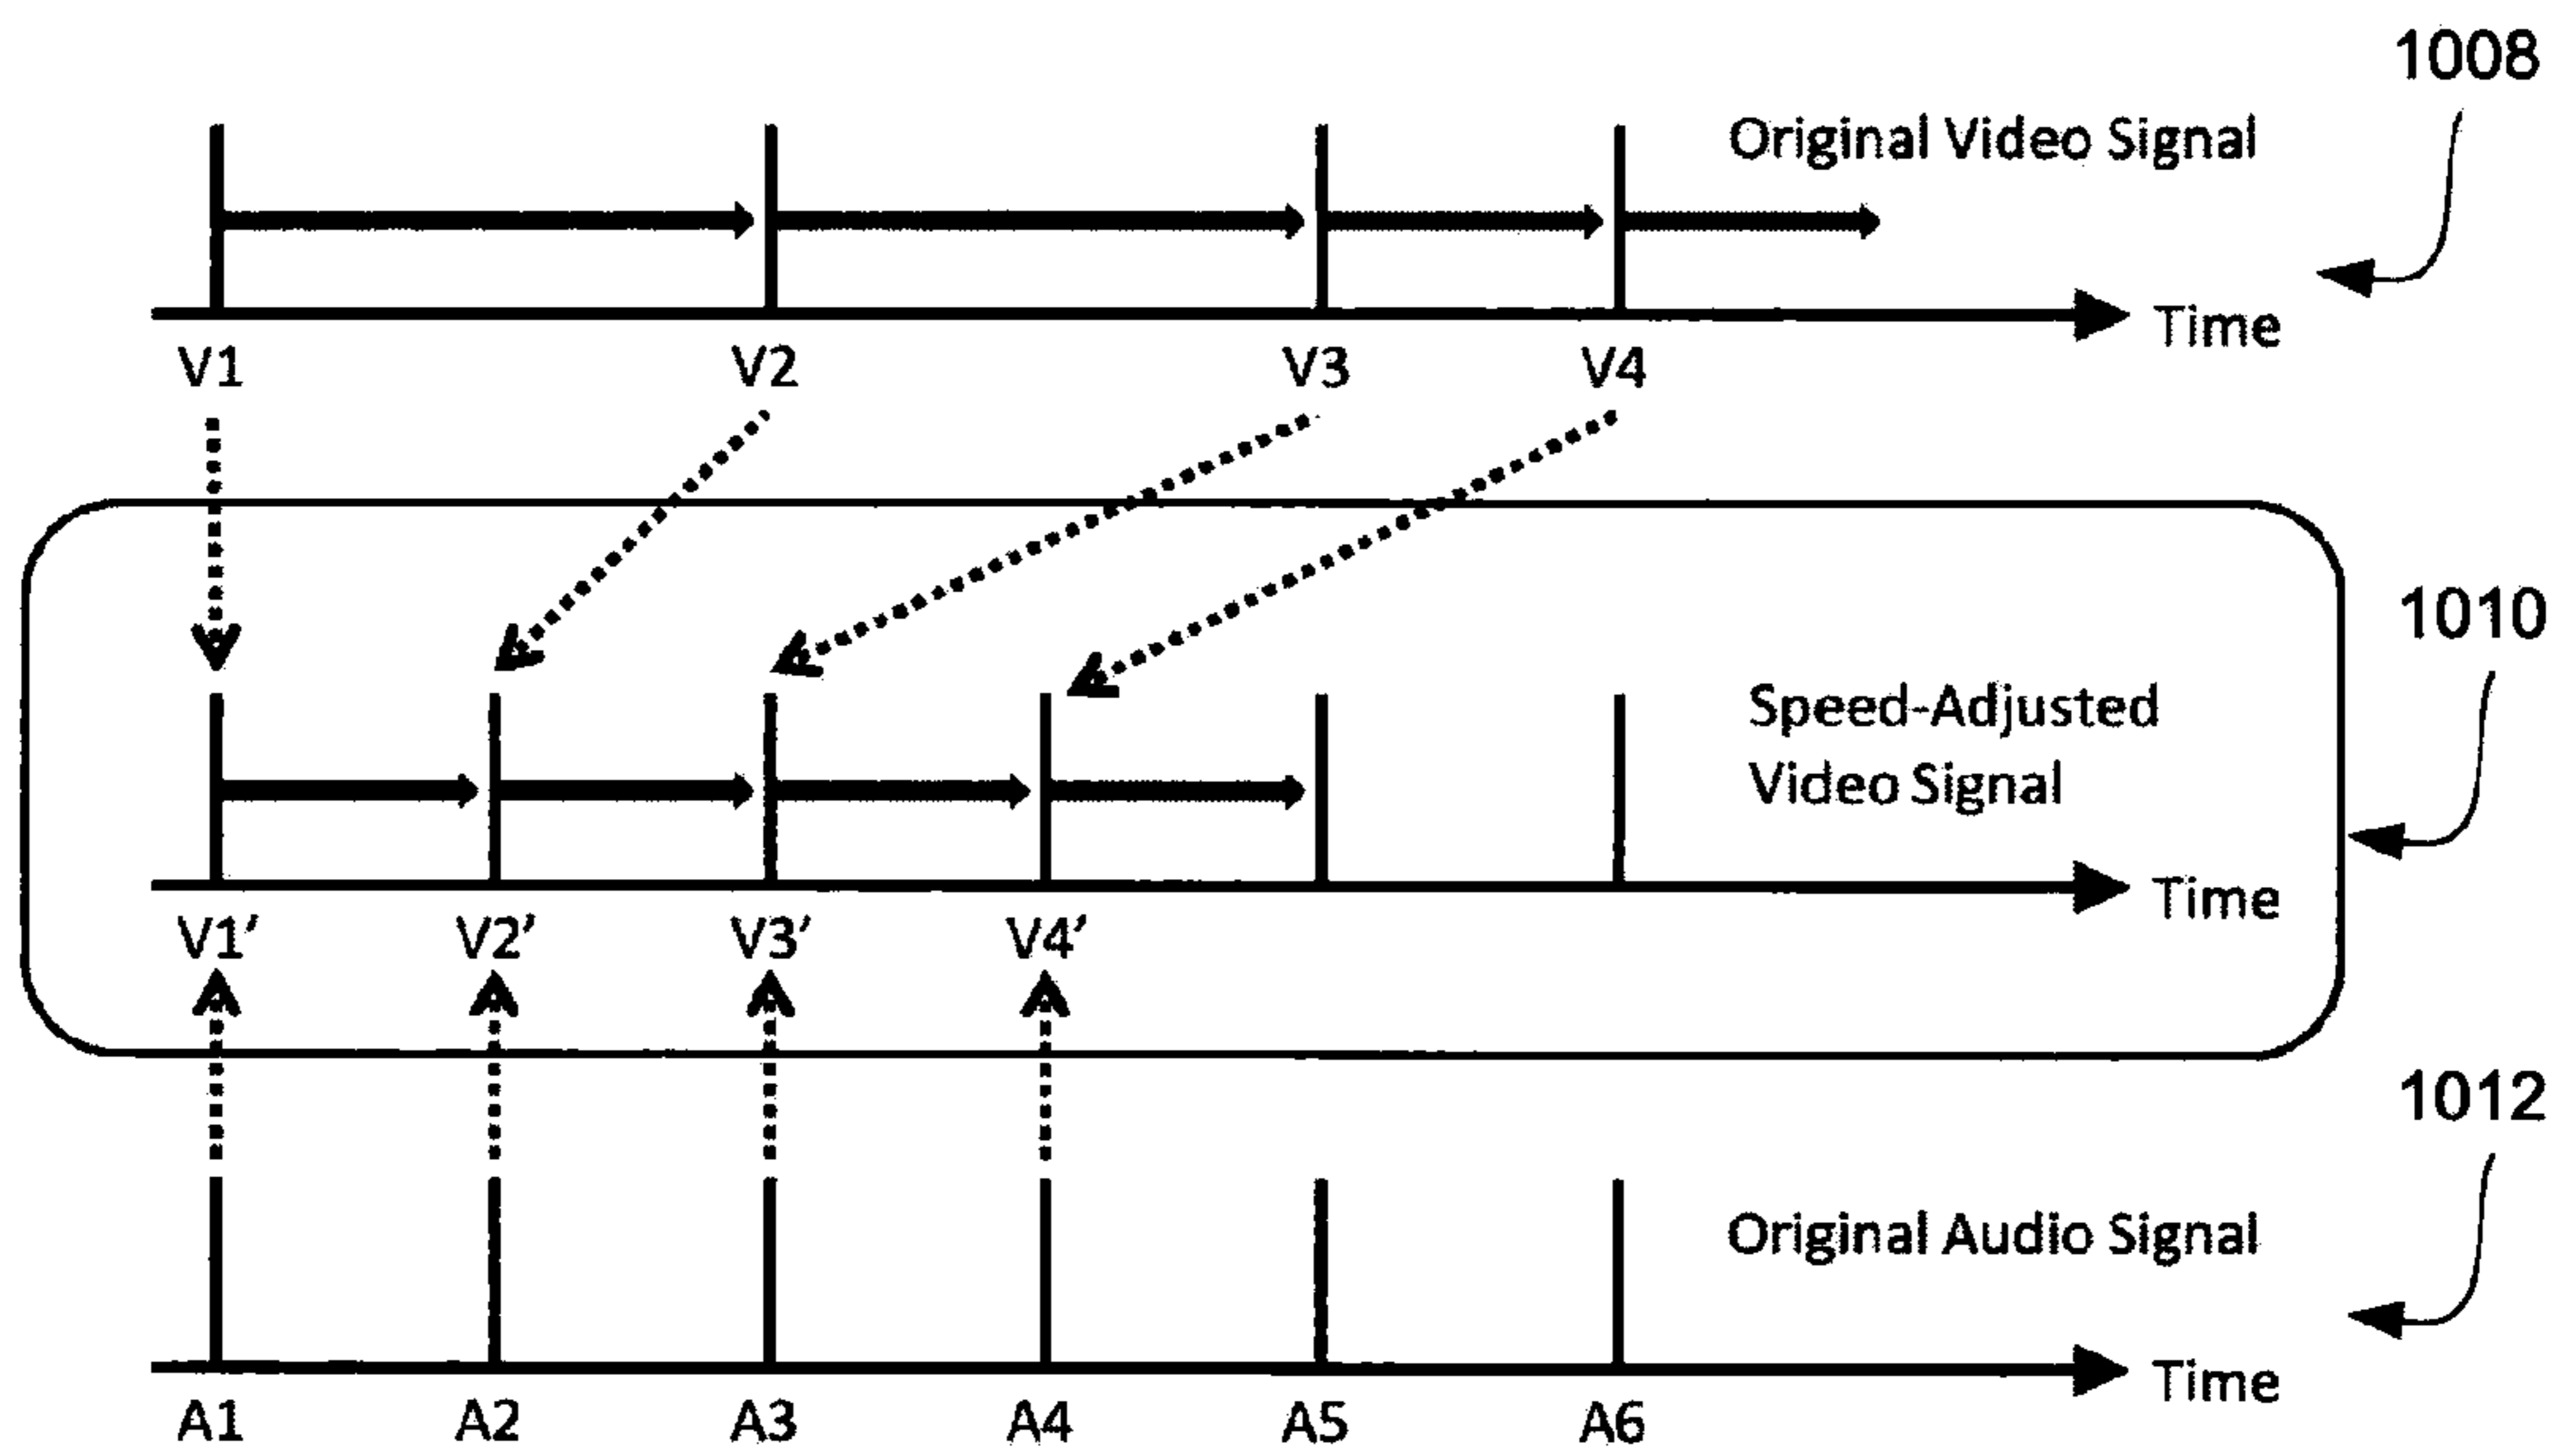 1008
Original Video Signal
Time
V1 V2 V3 V4
1010
Speed-Adjusted
Video Signal
Time
V1’ V2’ V3’ V4’
1012
Original Audio Signal
Time
A1 A2 A3 A4 A5 A6